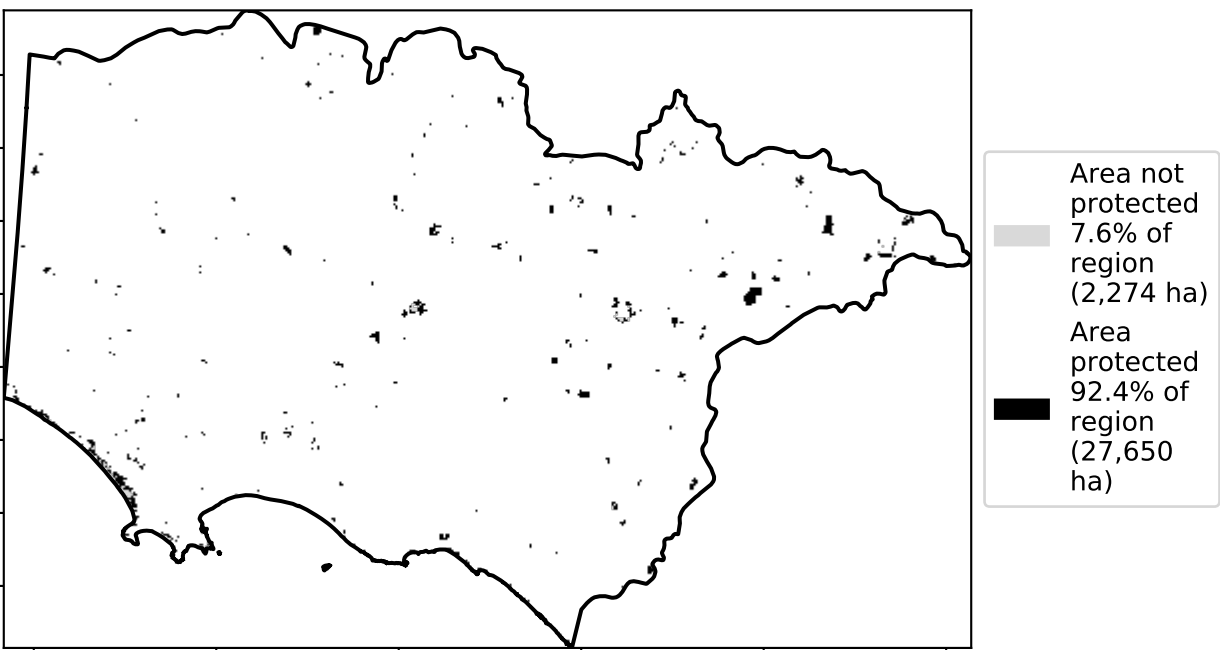 Area not
protected
7.6% of
region
(2,274 ha)
Area
protected
92.4% of
region
(27,650
ha)